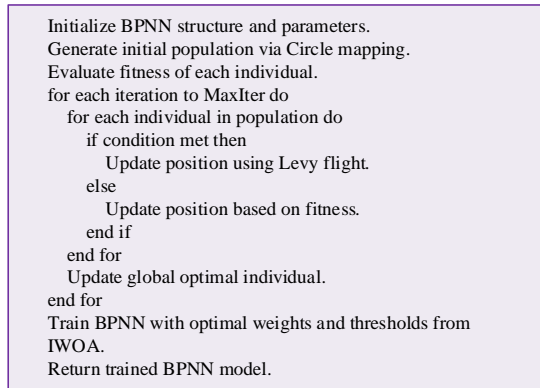 Initialize BPNN structure and parameters.
Generate initial population via Circle mapping.
Evaluate fitness of each individual.
for each iteration to MaxIter do
for each individual in population do
if condition met then
Update position using Levy flight.
else
Update position based on fitness.
end if
end for
Update global optimal individual.
end for
Train BPNN with optimal weights and thresholds from
IWOA.
Return trained BPNN model.